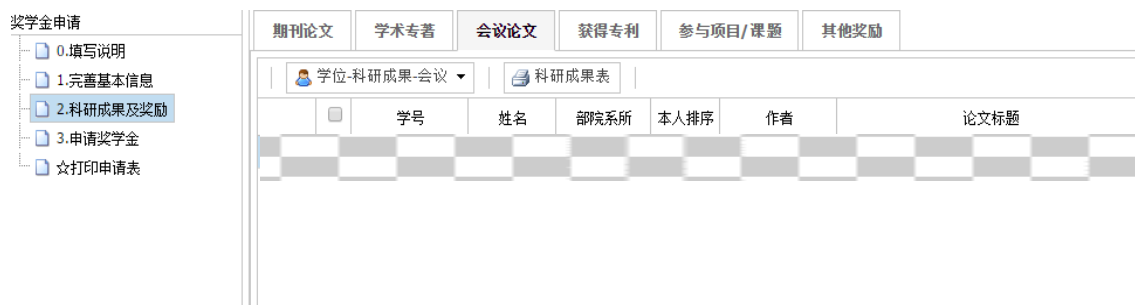 奖学金申请
0.填写说明
1.完善基本信息
2.科研成果及奖励
3.申请奖学金
☆打印申请表
期刊论文 学术专著 会议论文 获得专利 参与项目/课题 其他奖励
学位-科研成果-会议 科研成果表
学号 姓名 部院系所 本人排序 作者 论文标题